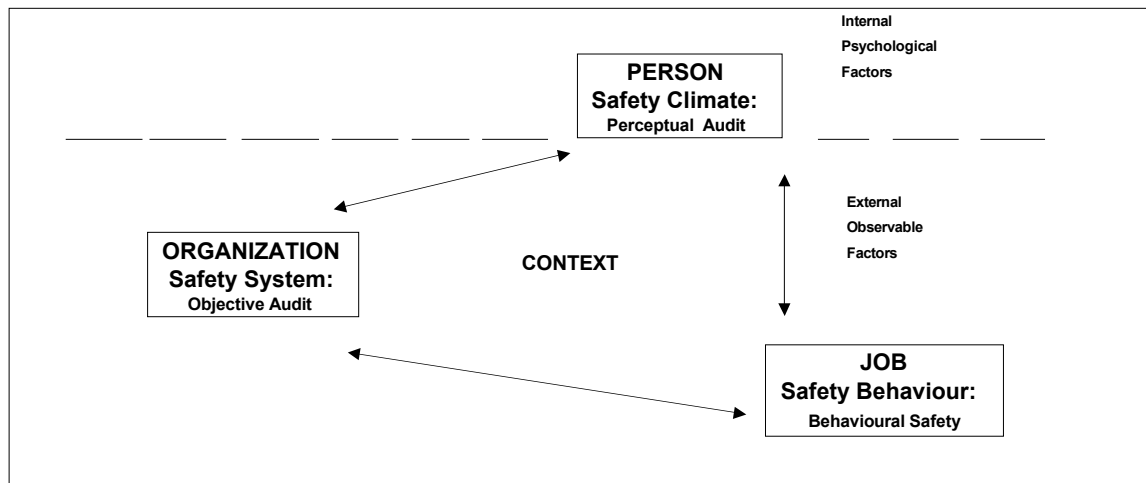 Internal
Psychological
Factors
PERSON
Safety Climate:
Perceptual Audit
External
Observable
Factors
ORGANIZATION
Safety System:
Objective Audit
CONTEXT
JOB
Safety Behaviour:
Behavioural Safety